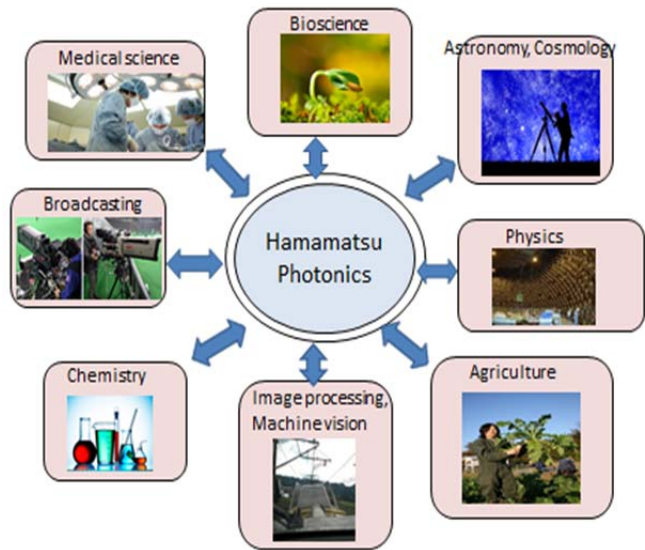 Bioscience
Medical science
Astronomy, Cosmology
Broadcasting
Hamamatsu
Photonics
Physics
Chemistry
Image processing,
Machine vision
Agriculture